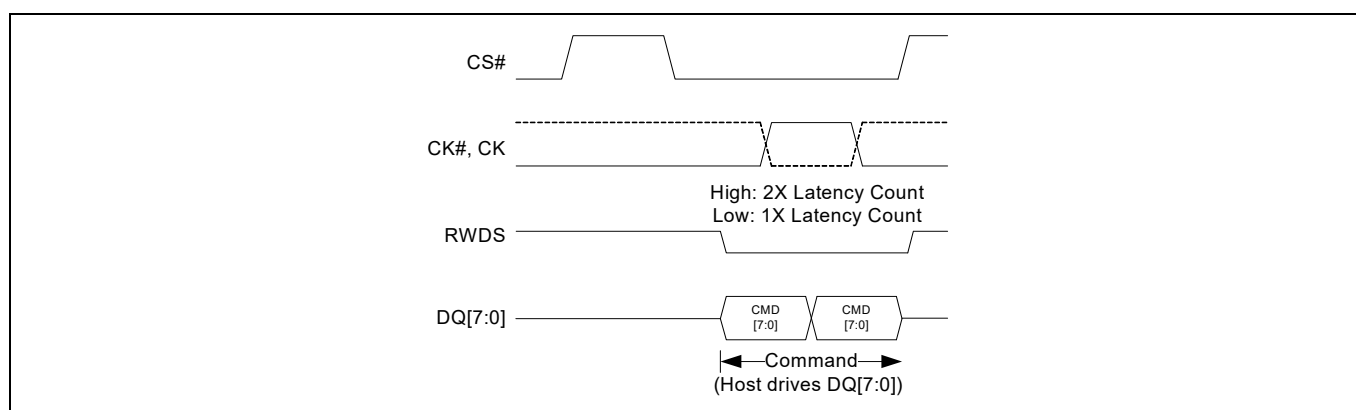 CS#
CK#, CK
High: 2X Latency Count
Low: 1X Latency Count
RWDS
DQ[7:0]
CMD
[7:0]
CMD
[7:0]
Command
(Host drives DQ[7:0])